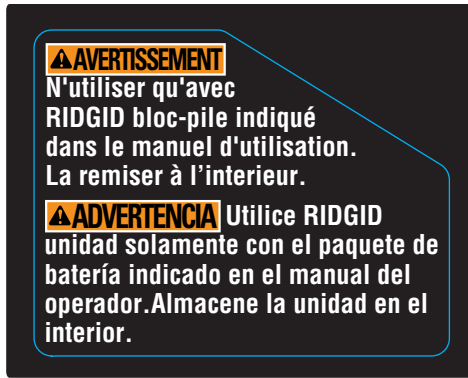 AVERTISSEMENT
N'utiliser qu'avec
RIDGID bloc-pile indiqué
dans le manuel d'utilisation.
La remiser à l’interieur.
ADVERTENCIA Utilice RIDGID
unidad solamente con el paquete de
batería indicado en el manual del
operador.Almacene la unidad en el
interior.